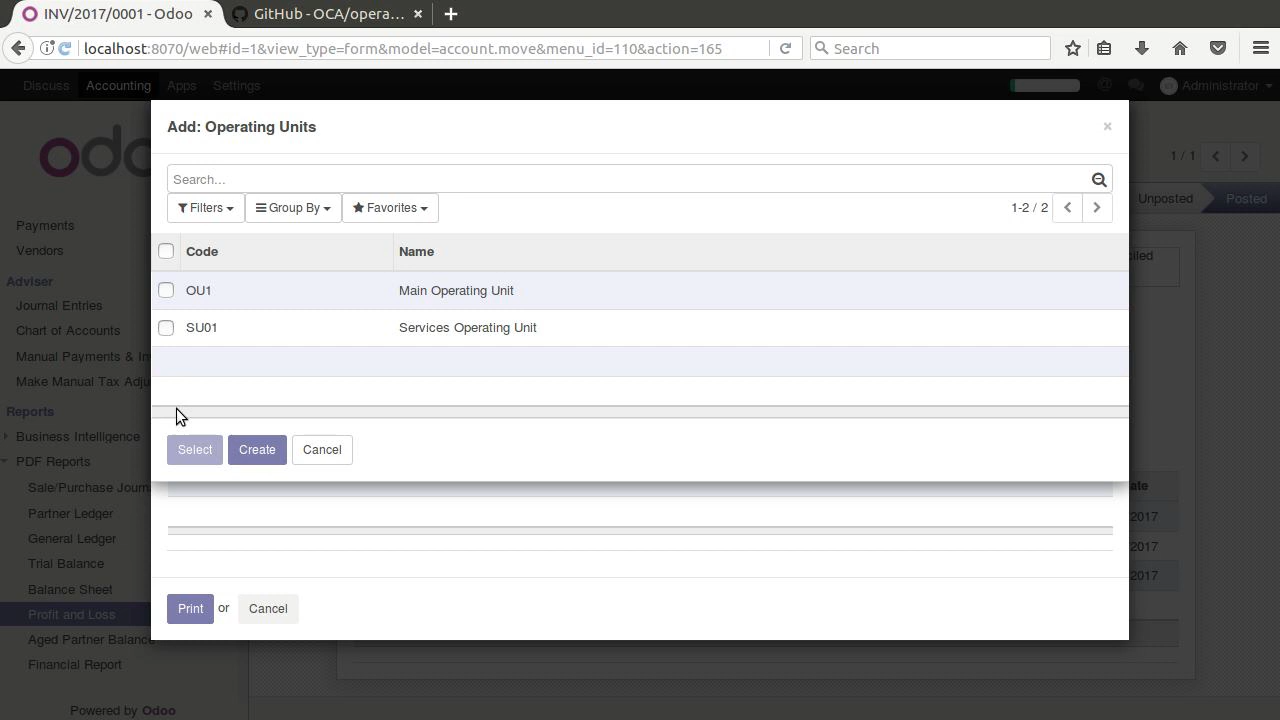 INV/2017/0001 - Odoo ×
GitHub - OCA/opera... ×
localhost:8070/web#id=1&view_type=form&model=account.move&menu_id=110&action=165
Search
Discuss Accounting Apps Settings
Administrator
Add: Operating Units ×
1 / 1
Search...
Filters Group By Favorites
1-2 / 2
Unposted Posted
Code Name
OU1 Main Operating Unit
SU01 Services Operating Unit
Select Create Cancel
Print or Cancel
Payments
Vendors
Adviser
Journal Entries
Chart of Accounts
Manual Payments & In
Make Manual Tax Adju
Reports
Business Intelligence
PDF Reports
Sale/Purchase Journ
Partner Ledger
General Ledger
Trial Balance
Balance Sheet
Profit and Loss
Aged Partner Balance
Financial Report
Powered by Odoo
ciled
ate
2017
2017
2017